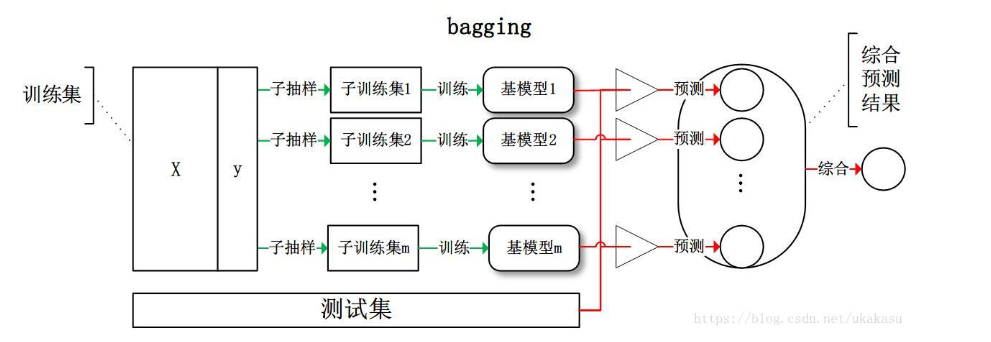 bagging
训练集
X
y
子抽样
子训练集1
训练
基模型1
预测
子抽样
子训练集2
训练
基模型2
预测
⋮
⋮
⋮
子抽样
子训练集m
训练
基模型m
预测
综合
预测
结果
综合
测试集
https://blog.csdn.net/ukakasu